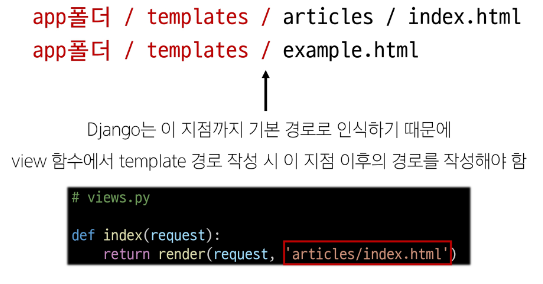 app폴더 / templates / articles / index.html
app폴더 / templates / example.html
Django는 이 지점까지 기본 경로로 인식하기 때문에
view 함수에서 template 경로 작성 시 이 지점 이후의 경로를 작성해야 함
# views.py
def index(request):
    return render(request, 'articles/index.html')